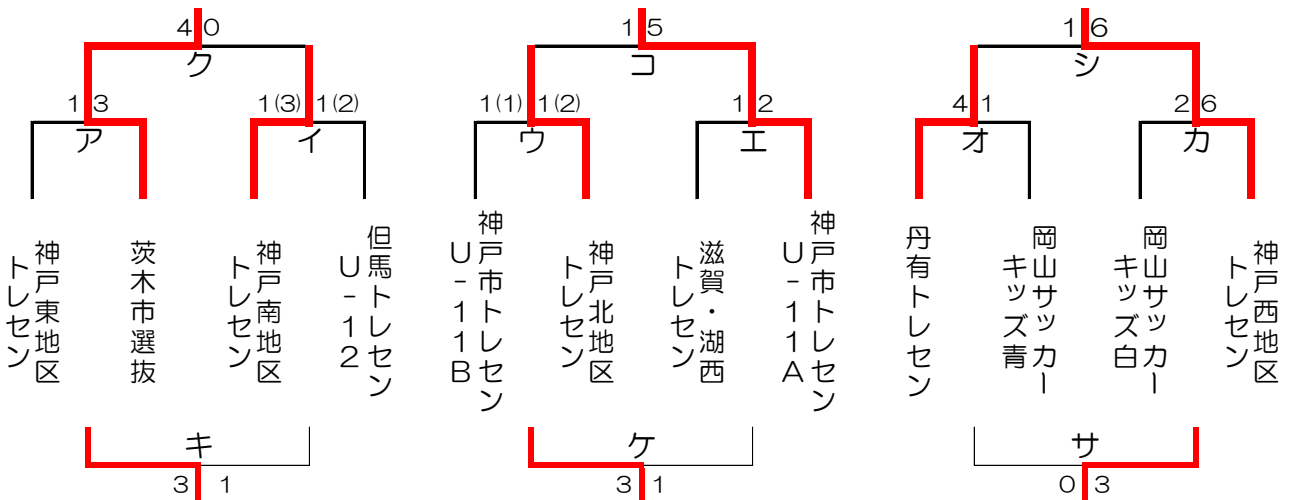 4 0
ク
1 3
ア
1(3) 1(2)
イ
神戸東地区
トレセン
茨木市選抜
神戸南地区
トレセン
但馬トレセン
U-12
キ
3 1
1 5
コ
1(1) 1(2)
ウ
1 2
エ
神戸市トレセン
U-11B
神戸北地区
トレセン
滋賀・湖西
トレセン
神戸市トレセン
U-11A
ケ
3 1
1 6
シ
4 1
オ
2 6
カ
丹有トレセン
岡山サッカー
キッズ青
岡山サッカー
キッズ白
神戸西地区
トレセン
サ
0 3